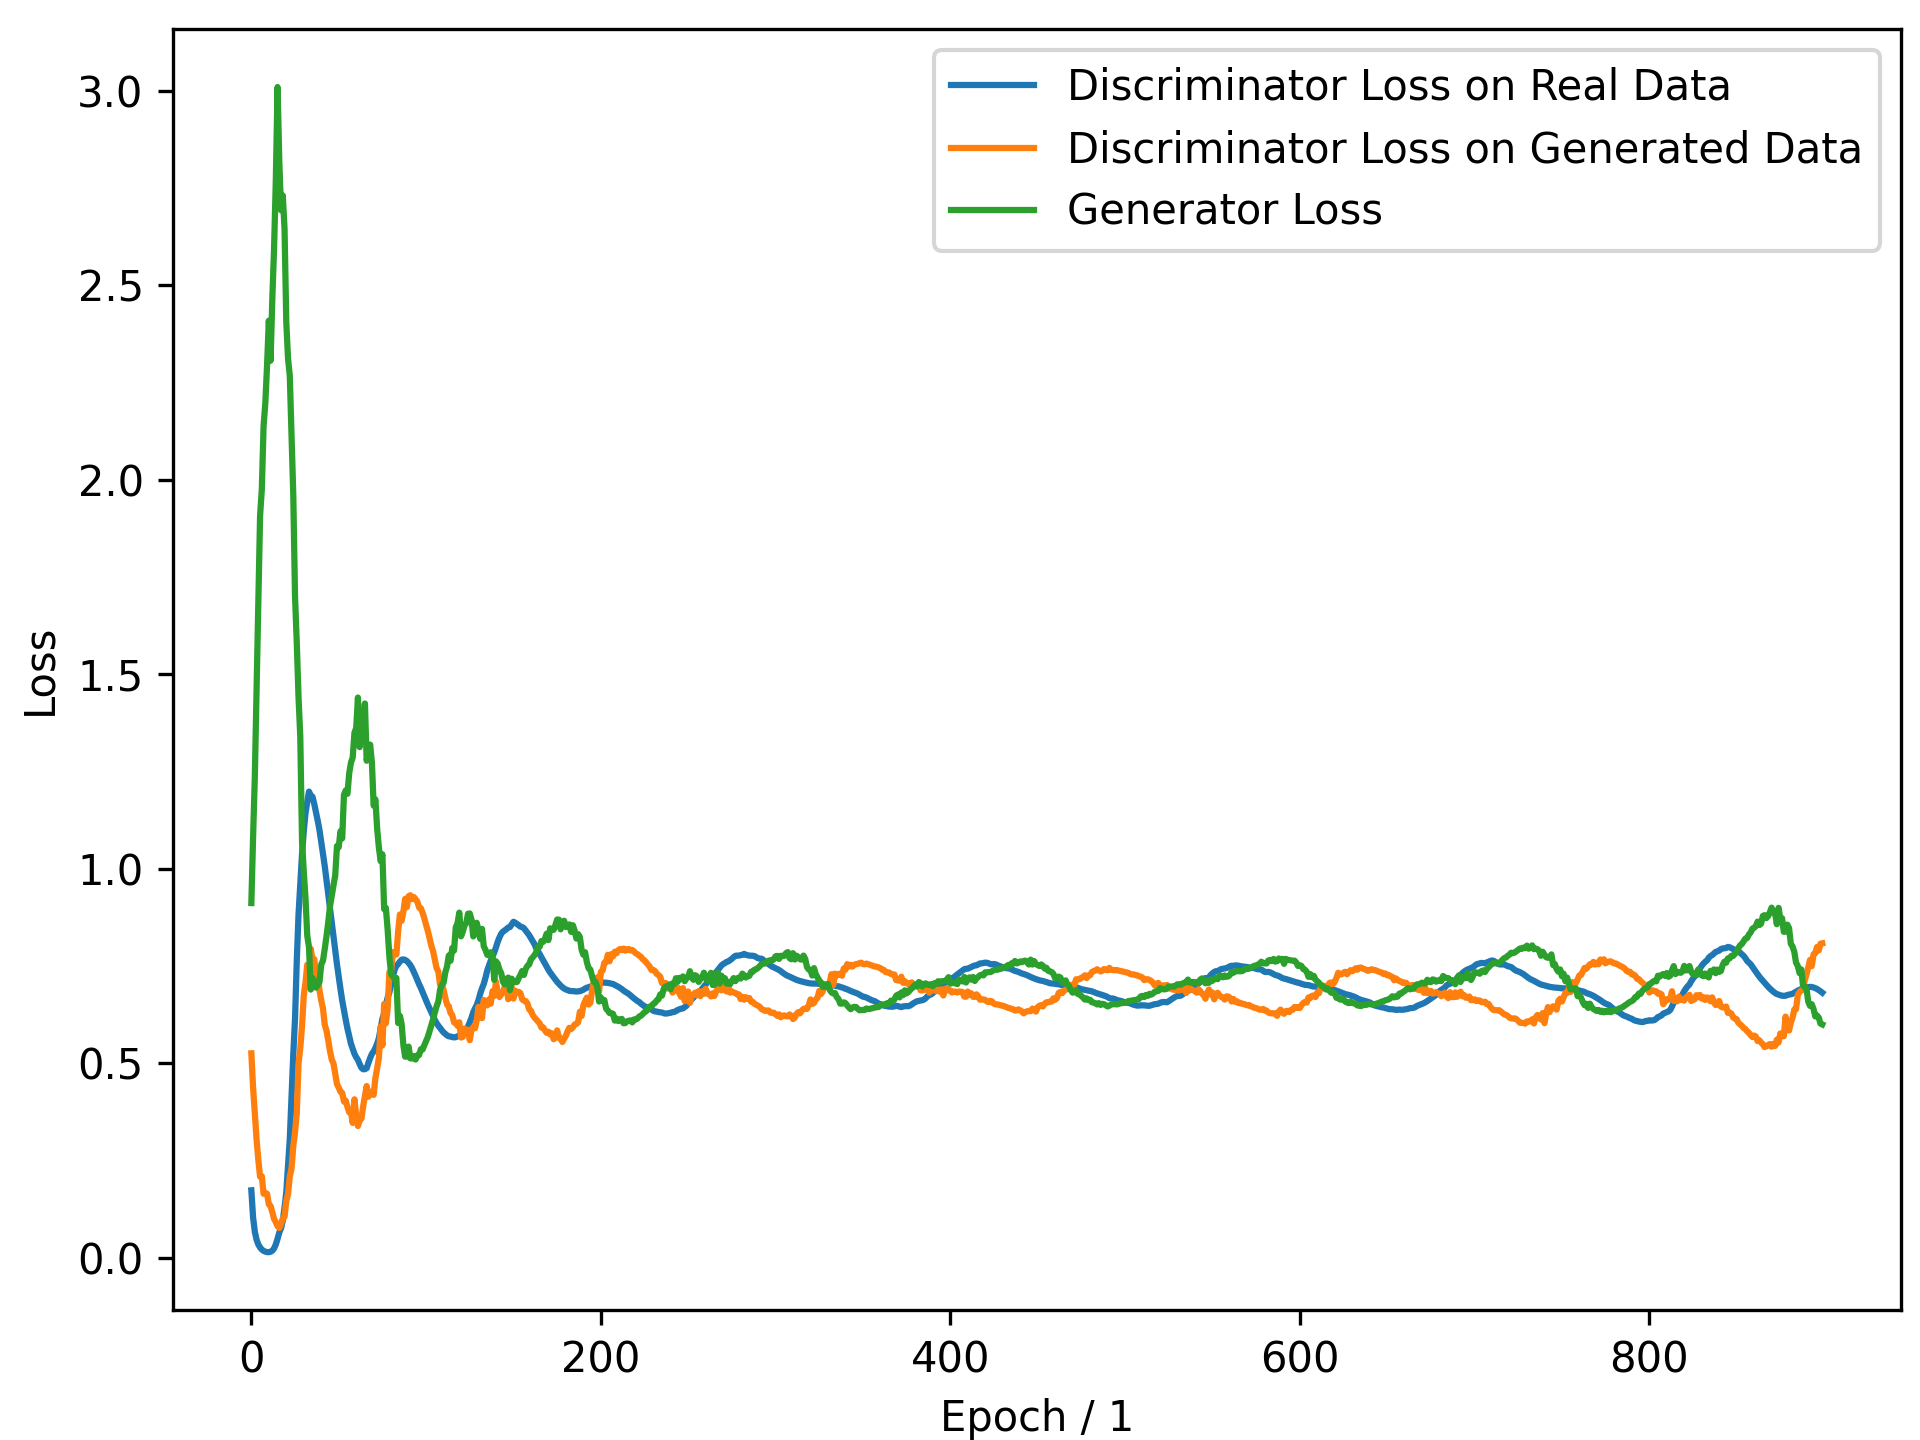 Discriminator Loss on Real Data
Discriminator Loss on Generated Data
Generator Loss
3.0
2.5
2.0
1.5
1.0
0.5
0.0
Loss
0 200 400 600 800
Epoch / 1